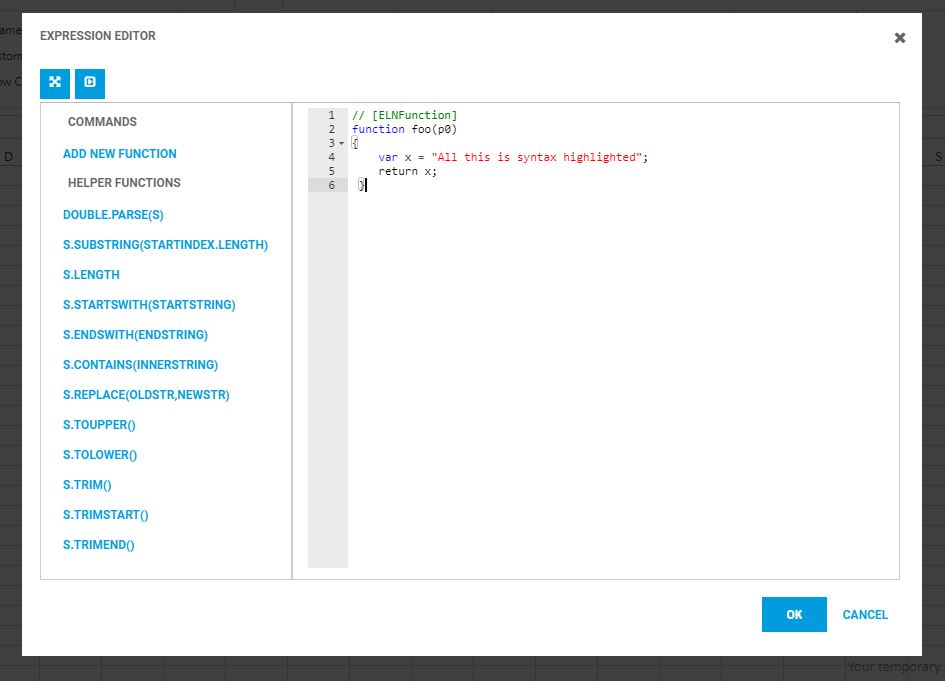 EXPRESSION EDITOR
COMMANDS
ADD NEW FUNCTION
HELPER FUNCTIONS
DOUBLE.PARSE(S)
S.SUBSTRING(STARTINDEX.LENGTH)
S.LENGTH
S.STARTSWITH(STARTSTRING)
S.ENDSWITH(ENDSTRING)
S.CONTAINS(INNERSTRING)
S.REPLACE(OLDSTR,NEWSTR)
S.TOUPPER()
S.TOLOWER()
S.TRIM()
S.TRIMSTART()
S.TRIMEND()
1 // [ELNFunction]
2 function foo(p0)
3 {
4 var x = "All this is syntax highlighted";
5 return x;
6 }
OK
CANCEL
D
S
Your temporary